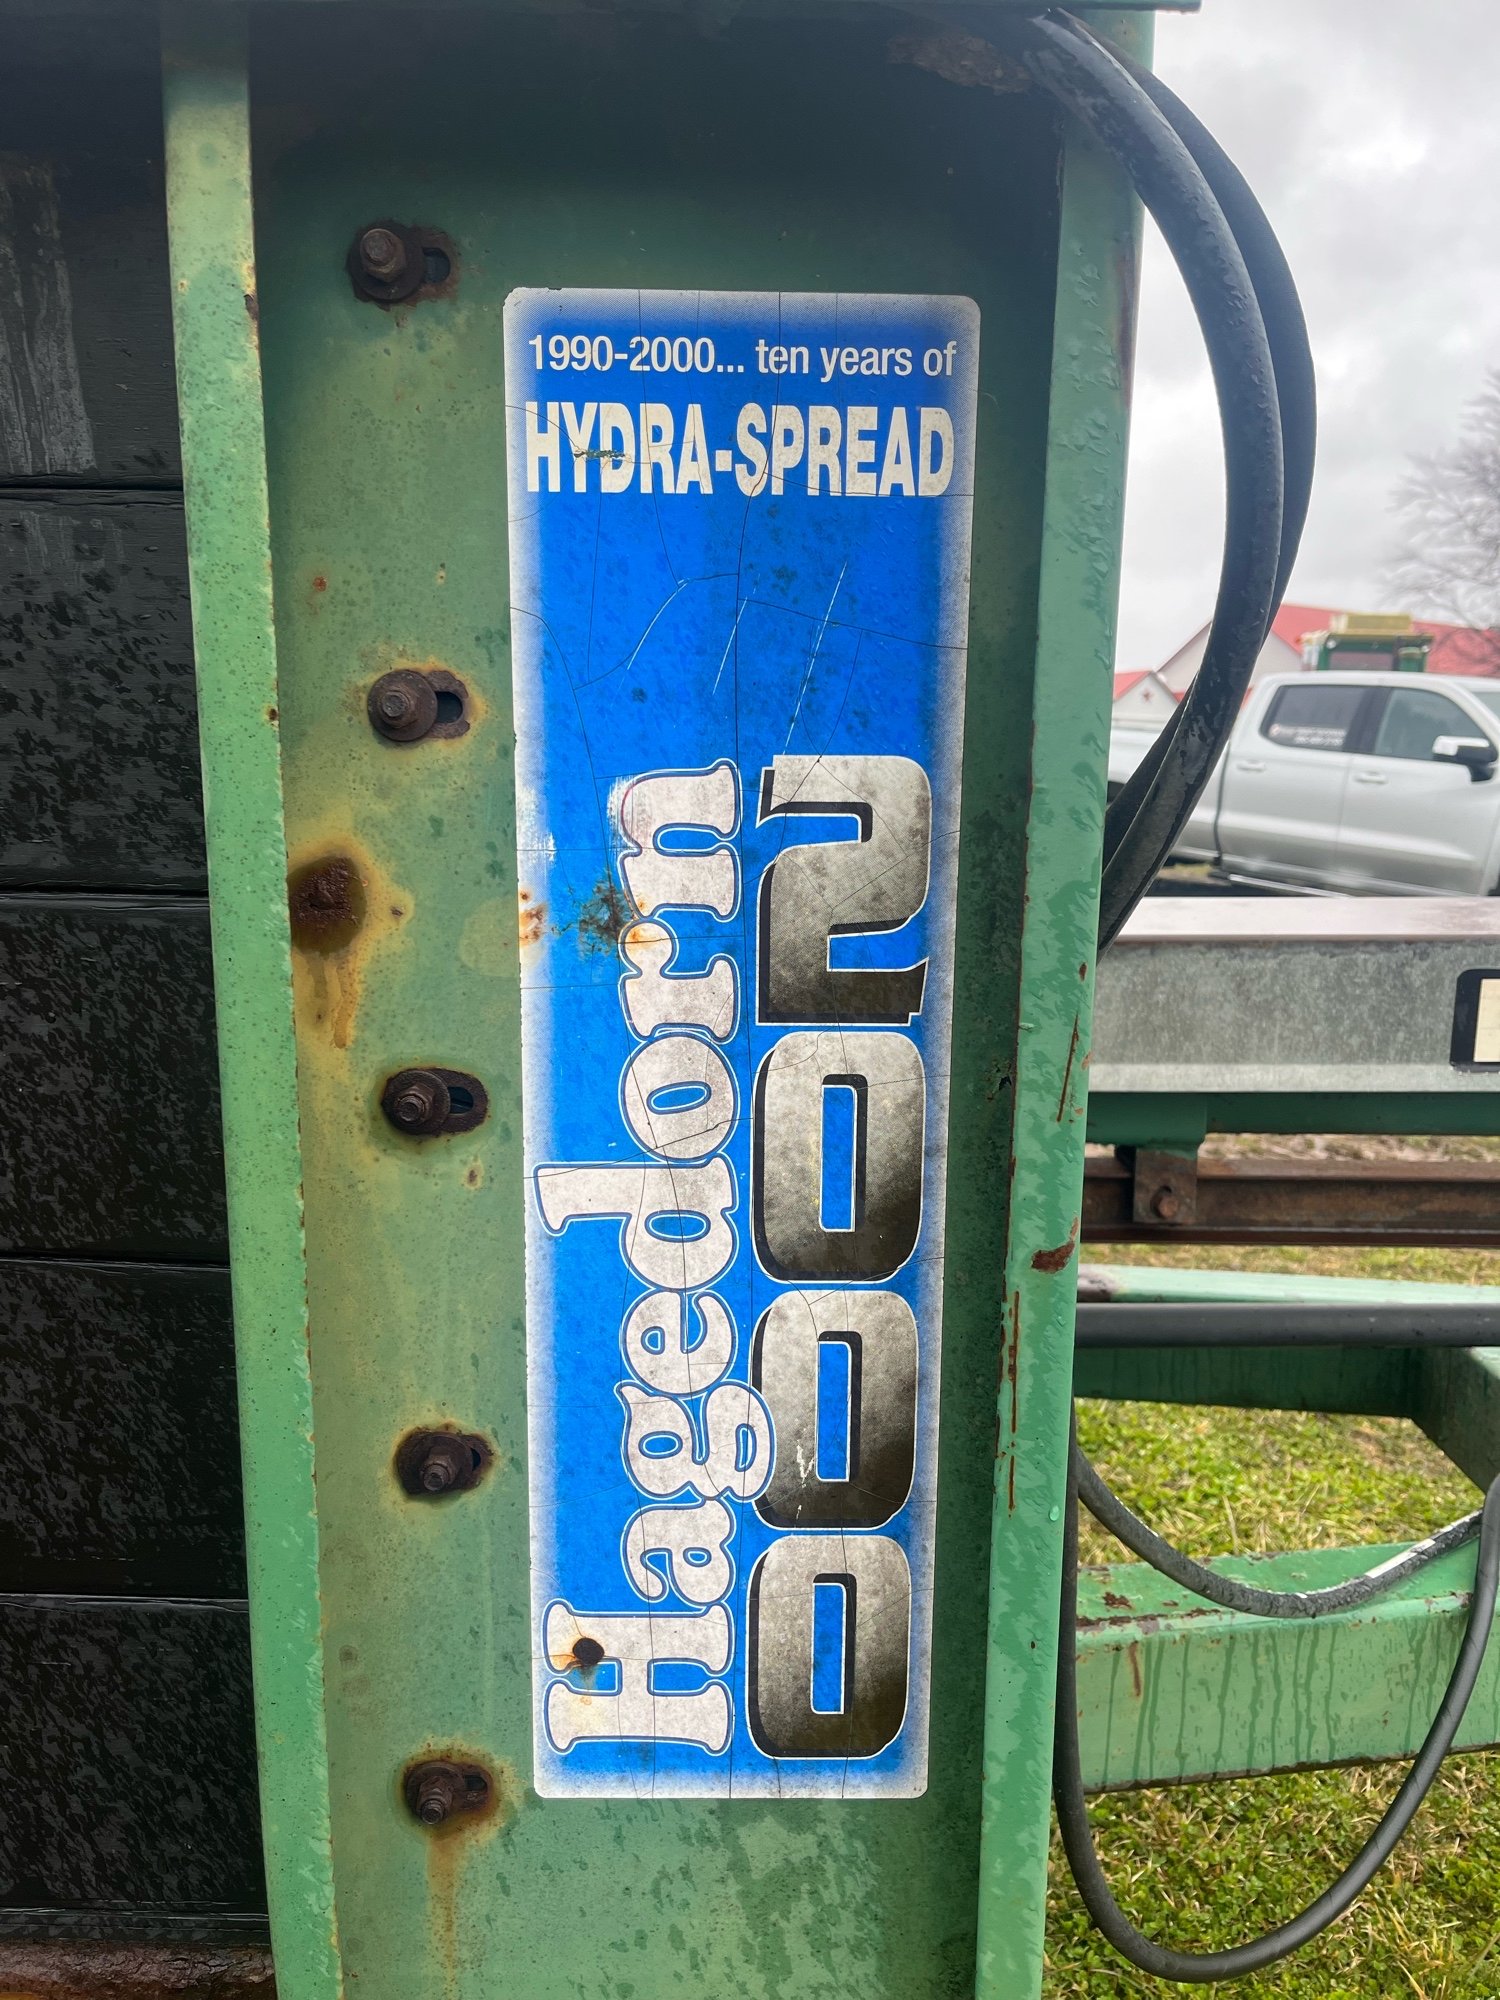 1990-2000... ten years of
HYDRA-SPREAD
Hagedorn
2000